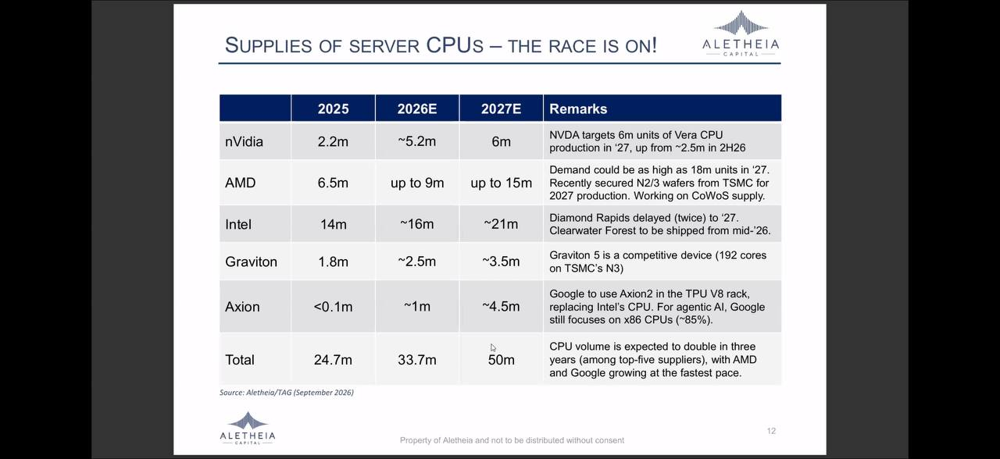 SUPPLIES OF SERVER CPUS – THE RACE IS ON!
ALETHEIA
CAPITAL
2025 2026E 2027E Remarks
nVidia 2.2m ~5.2m 6m NVDA targets 6m units of Vera CPU
production in ‘27, up from ~2.5m in 2H26
AMD 6.5m up to 9m up to 15m Demand could be as high as 18m units in ‘27.
Recently secured N2/3 wafers from TSMC for
2027 production. Working on CoWoS supply.
Intel 14m ~16m ~21m Diamond Rapids delayed (twice) to ‘27.
Clearwater Forest to be shipped from mid-’26.
Graviton 1.8m ~2.5m ~3.5m Graviton 5 is a competitive device (192 cores
on TSMC’s N3)
Axion <0.1m ~1m ~4.5m Google to use Axion2 in the TPU V8 rack,
replacing Intel’s CPU. For agentic AI, Google
still focuses on x86 CPUs (~85%).
Total 24.7m 33.7m 50m CPU volume is expected to double in three
years (among top-five suppliers), with AMD
and Google growing at the fastest pace.
Source: Aletheia/TAG (September 2026)
ALETHEIA
CAPITAL
Property of Aletheia and not to be distributed without consent
12